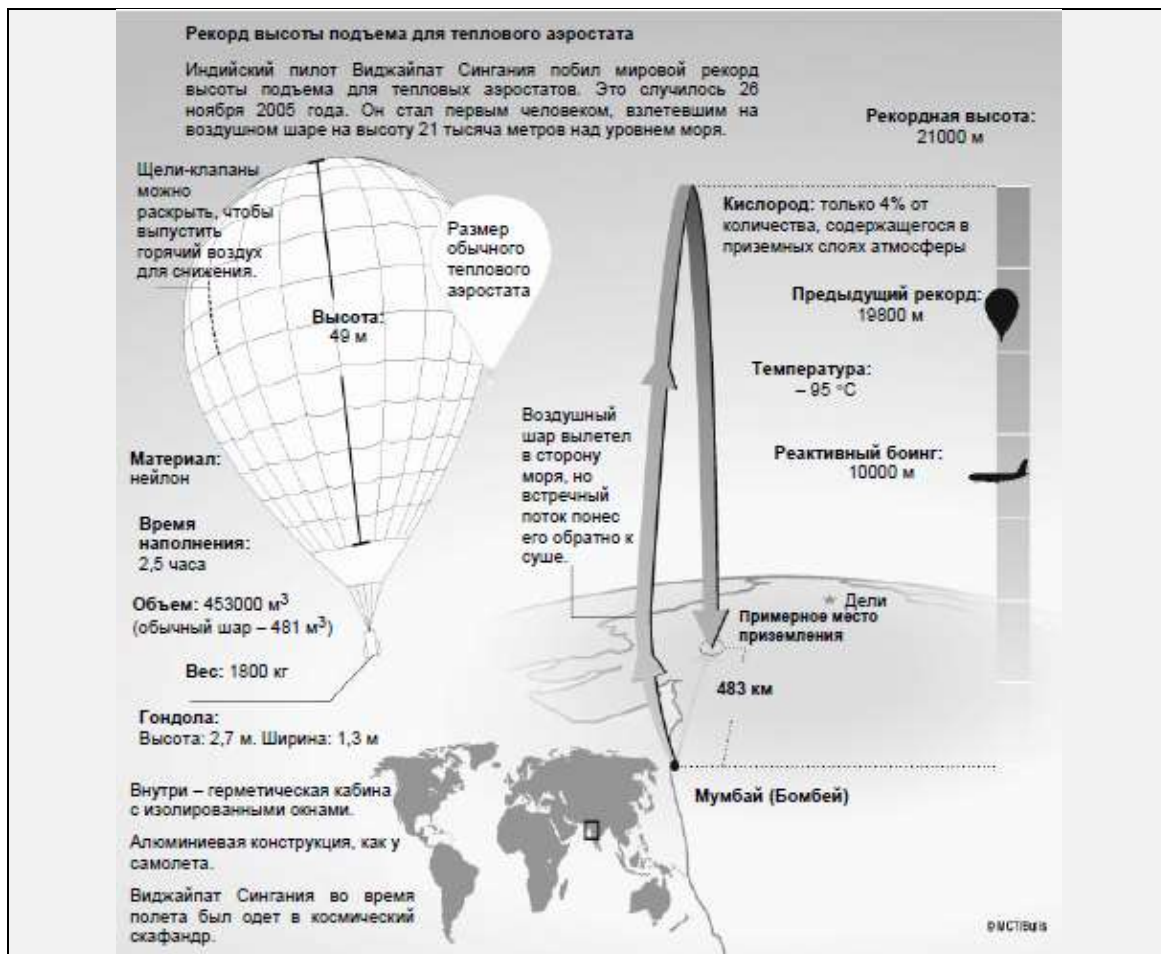 Рекорд высоты подъема для теплового аэростата
Индийский пилот Виджайпат Сингания побил мировой рекорд
высоты подъема для тепловых аэростатов. Это случилось 26
ноября 2005 года. Он стал первым человеком, взлетевшим на
воздушном шаре на высоту 21 тысяча метров над уровнем моря.
Рекордная высота:
21000 м
Щели-клапаны
можно
раскрыть, чтобы
выпустить
горячий воздух
для снижения.
Размер
обычного
теплового
аэростата
Кислород: только 4% от
количества, содержащегося в
приземных слоях атмосферы
Высота:
49 м
Предыдущий рекорд:
19800 м
Температура:
– 95 °С
Воздушный
шар вылетел
в сторону
моря, но
встречный
поток понес
его обратно к
суше.
Реактивный боинг:
10000 м
Материал:
нейлон
Время
наполнения:
2,5 часа
Объем: 453000 м³
(обычный шар – 481 м³)
Вес: 1800 кг
Дели
Примерное место
приземления
483 км
Гондола:
Высота: 2,7 м. Ширина: 1,3 м
Мумбай (Бомбей)
Внутри – герметическая кабина
с изолированными окнами.
Алюминиевая конструкция, как у
самолета.
Виджайпат Сингания во время
полета был одет в космический
скафандр.
©MCT/Bulls